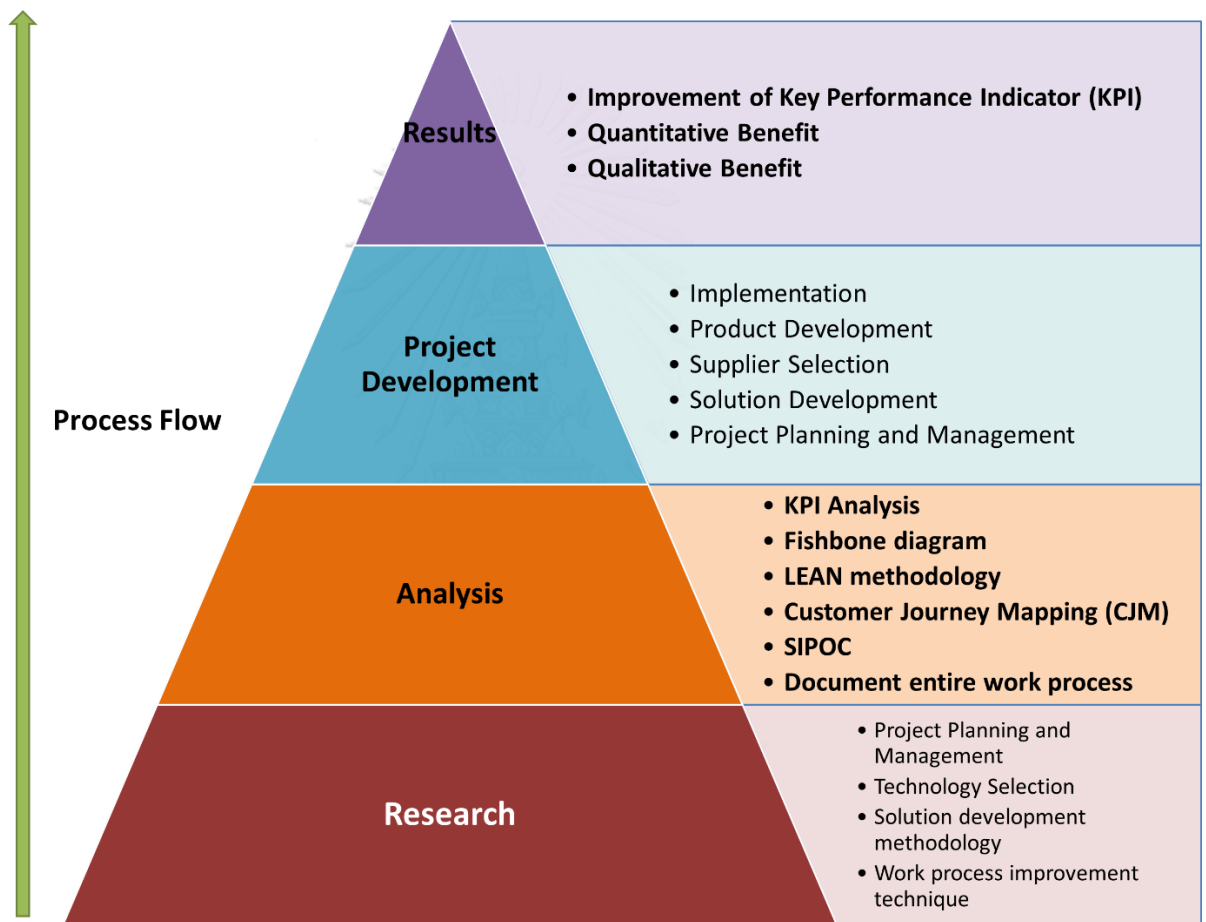 Results
• Improvement of Key Performance Indicator (KPI)
• Quantitative Benefit
• Qualitative Benefit
Project
Development
• Implementation
• Product Development
• Supplier Selection
• Solution Development
• Project Planning and Management
Process Flow
Analysis
• KPI Analysis
• Fishbone diagram
• LEAN methodology
• Customer Journey Mapping (CJM)
• SIPOC
• Document entire work process
Research
• Project Planning and
Management
• Technology Selection
• Solution development
methodology
• Work process improvement
technique